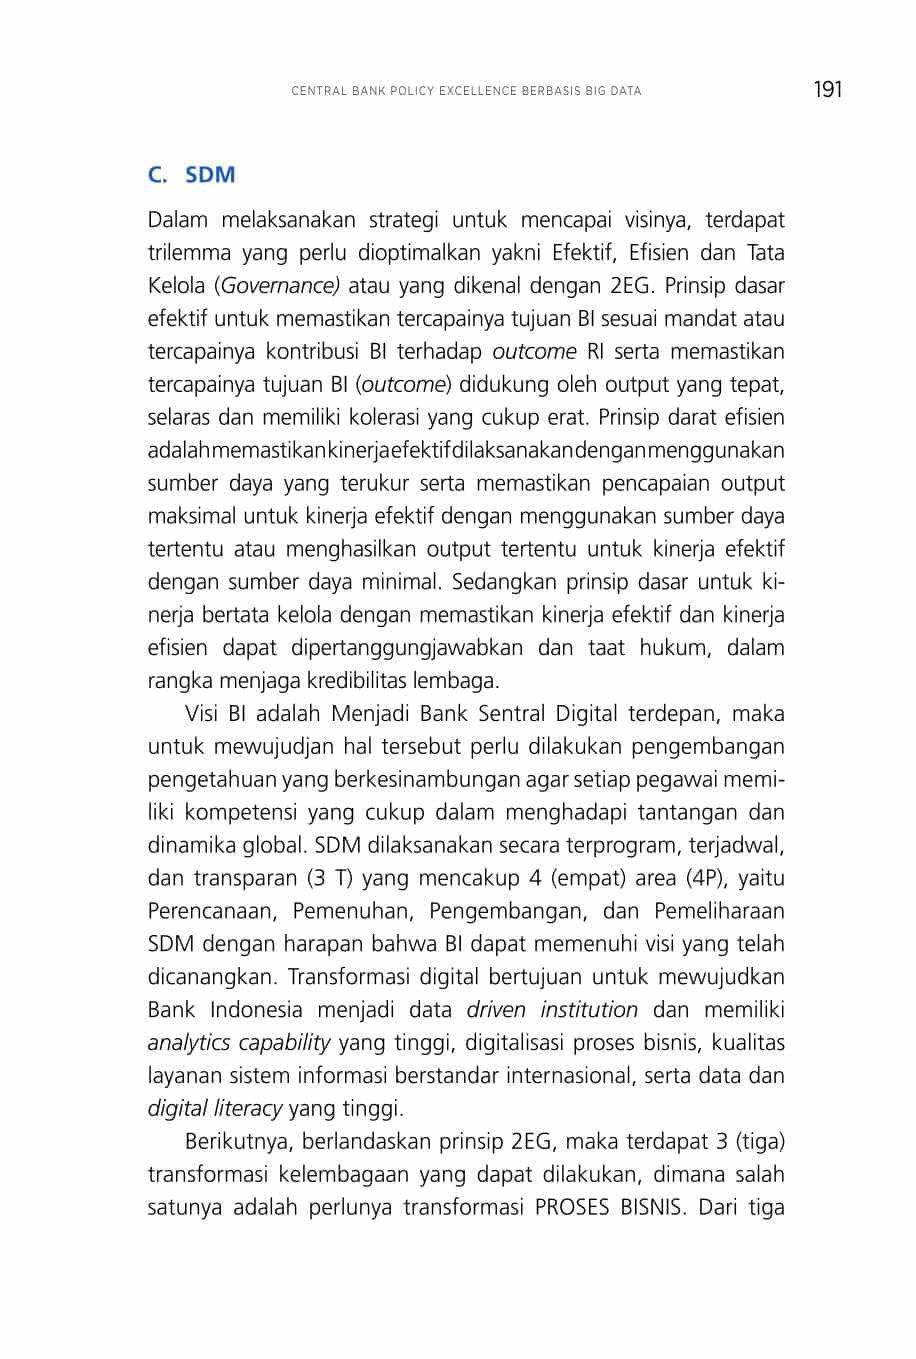 CENTRAL BANK POLICY EXCELLENCE BERBASIS BIG DATA 191
C. SDM
Dalam melaksanakan strategi untuk mencapai visinya, terdapat
trilemma yang perlu dioptimalkan yakni Efektif, Efisien dan Tata
Kelola (Governance) atau yang dikenal dengan 2EG. Prinsip dasar
efektif untuk memastikan tercapainya tujuan BI sesuai mandat atau
tercapainya kontribusi BI terhadap outcome RI serta memastikan
tercapainya tujuan BI (outcome) didukung oleh output yang tepat,
selaras dan memiliki kolerasi yang cukup erat. Prinsip darat efisien
adalah memastikan kinerja efektif dilaksanakan dengan menggunakan
sumber daya yang terukur serta memastikan pencapaian output
maksimal untuk kinerja efektif dengan menggunakan sumber daya
tertentu atau menghasilkan output tertentu untuk kinerja efektif
dengan sumber daya minimal. Sedangkan prinsip dasar untuk ki-
nerja bertata kelola dengan memastikan kinerja efektif dan kinerja
efisien dapat dipertanggungjawabkan dan taat hukum, dalam
rangka menjaga kredibilitas lembaga.
Visi BI adalah Menjadi Bank Sentral Digital terdepan, maka
untuk mewujudjan hal tersebut perlu dilakukan pengembangan
pengetahuan yang berkesinambungan agar setiap pegawai memi-
liki kompetensi yang cukup dalam menghadapi tantangan dan
dinamika global. SDM dilaksanakan secara terprogram, terjadwal,
dan transparan (3 T) yang mencakup 4 (empat) area (4P), yaitu
Perencanaan, Pemenuhan, Pengembangan, dan Pemeliharaan
SDM dengan harapan bahwa BI dapat memenuhi visi yang telah
dicanangkan. Transformasi digital bertujuan untuk mewujudkan
Bank Indonesia menjadi data driven institution dan memiliki
analytics capability yang tinggi, digitalisasi proses bisnis, kualitas
layanan sistem informasi berstandar internasional, serta data dan
digital literacy yang tinggi.
Berikutnya, berlandaskan prinsip 2EG, maka terdapat 3 (tiga)
transformasi kelembagaan yang dapat dilakukan, dimana salah
satunya adalah perlunya transformasi PROSES BISNIS. Dari tiga